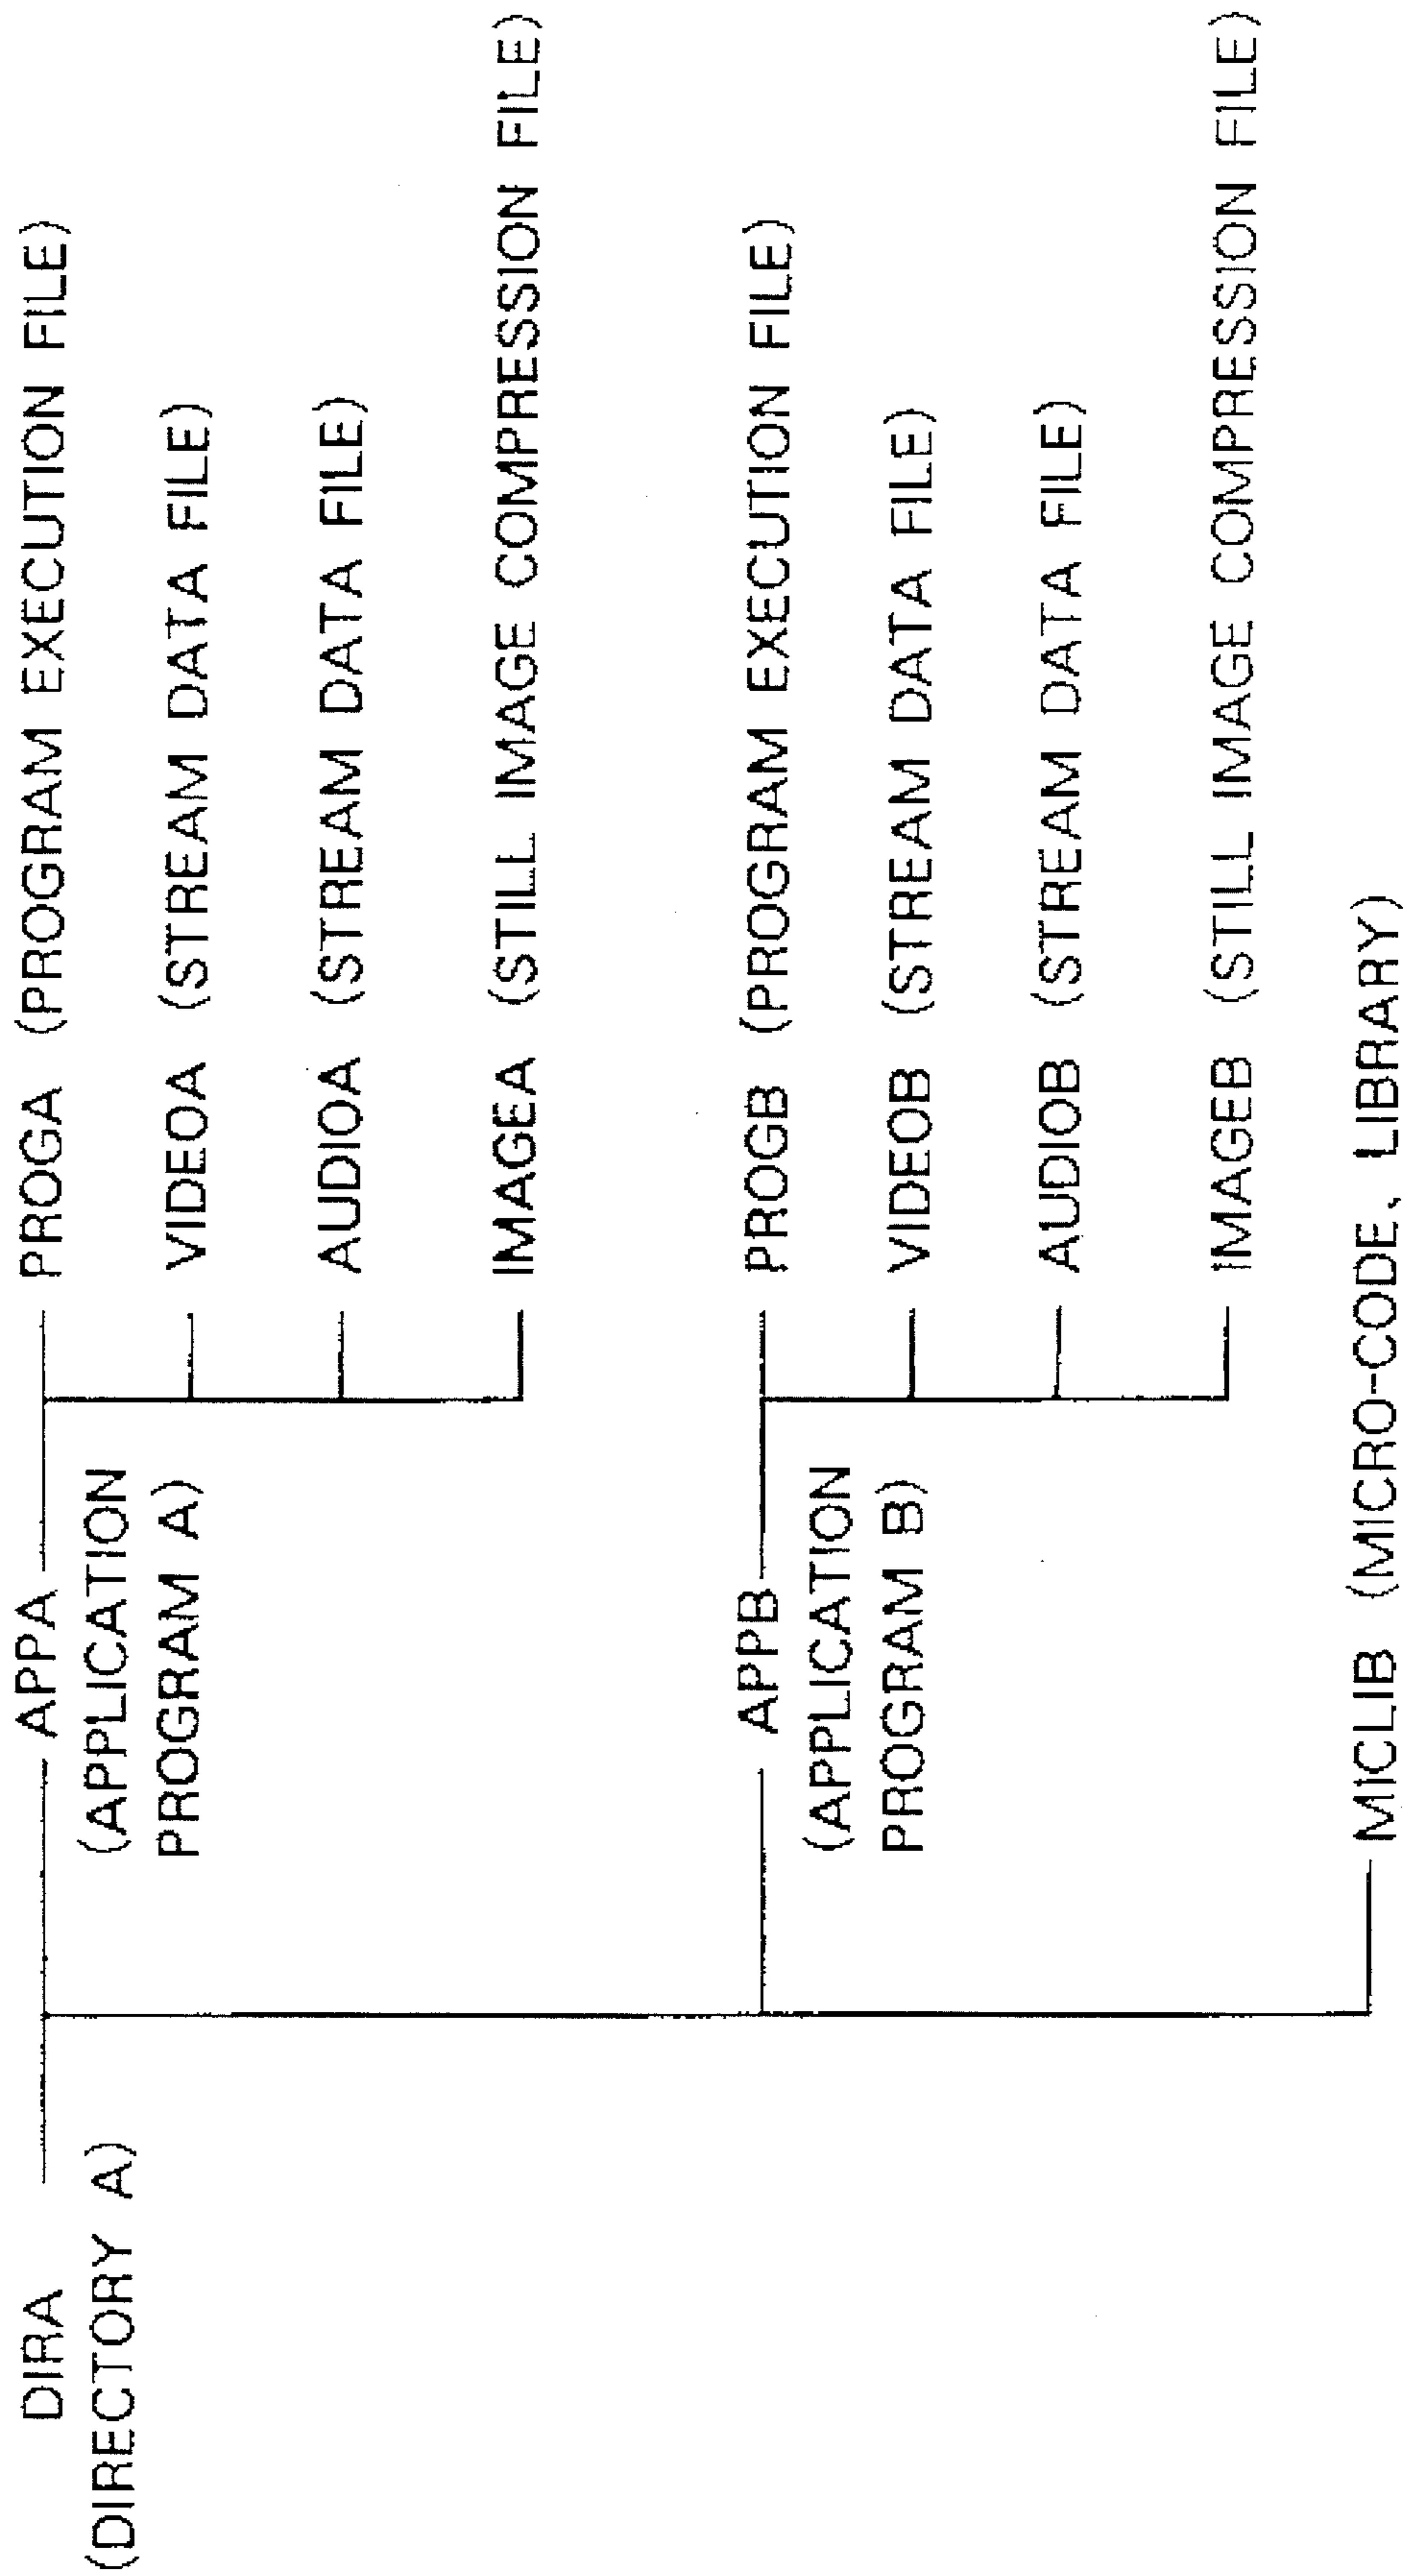 DIRA
(DIRECTORY A)
APPA
(APPLICATION
PROGRAM A)
PROGA (PROGRAM EXECUTION FILE)
VIDEOA (STREAM DATA FILE)
AUDIOA (STREAM DATA FILE)
IMAGEA (STILL IMAGE COMPRESSION FILE)
APPB
(APPLICATION
PROGRAM B)
PROGB (PROGRAM EXECUTION FILE)
VIDEOB (STREAM DATA FILE)
AUDIOB (STREAM DATA FILE)
IMAGEB (STILL IMAGE COMPRESSION FILE)
MICLIB (MICRO-CODE, LIBRARY)